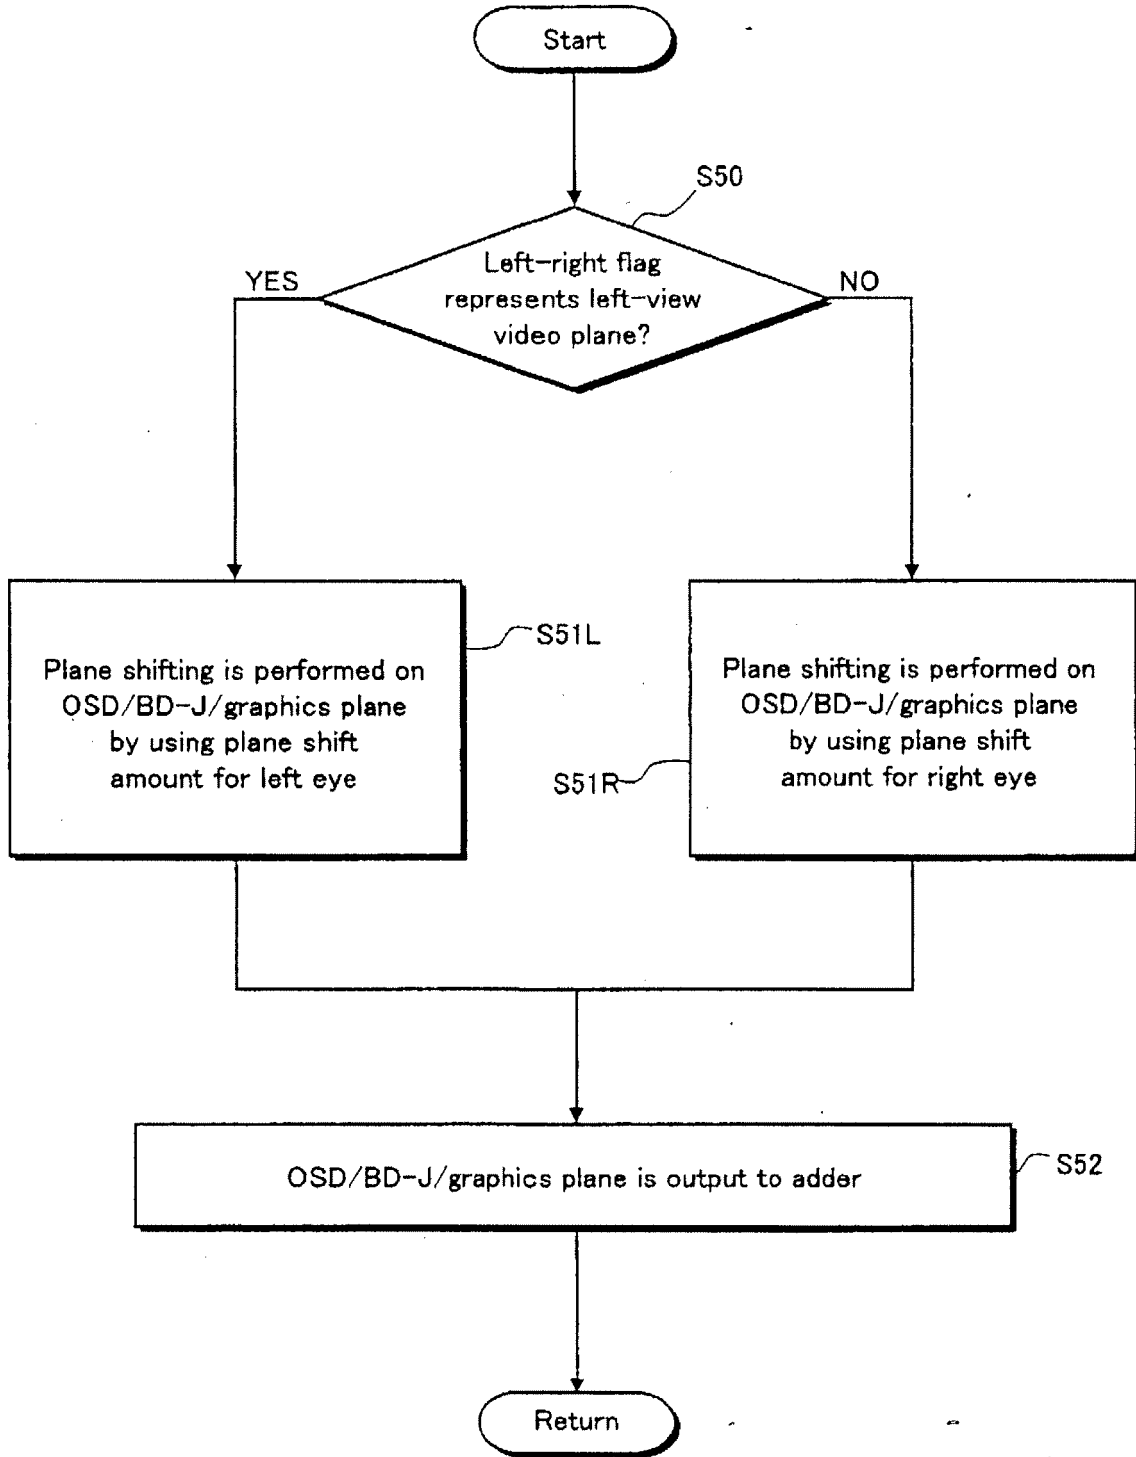 Start
S50
Left-right flag
represents left-view
video plane?
YES
NO
Plane shifting is performed on
OSD/BD-J/graphics plane
by using plane shift
amount for left eye
S51L
Plane shifting is performed on
OSD/BD-J/graphics plane
by using plane shift
amount for right eye
S51R
OSD/BD-J/graphics plane is output to adder
S52
Return